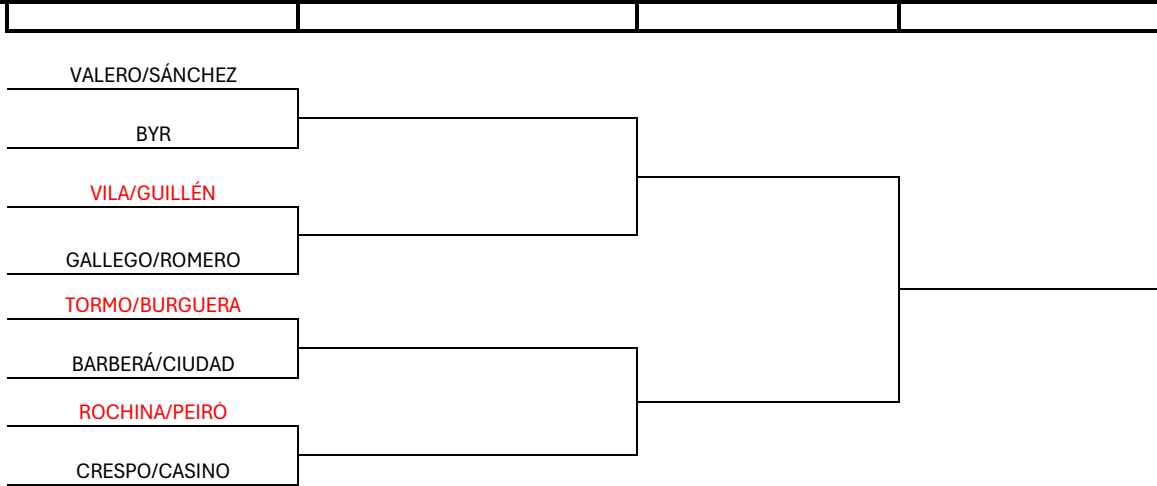 VALERO/SÁNCHEZ
BYR
VILA/GUILLÉN
GALLEGO/ROMERO
TORMO/BURGUERA
BARBERÁ/CIUDAD
ROCHINA/PEIRÓ
CRESPO/CASINO